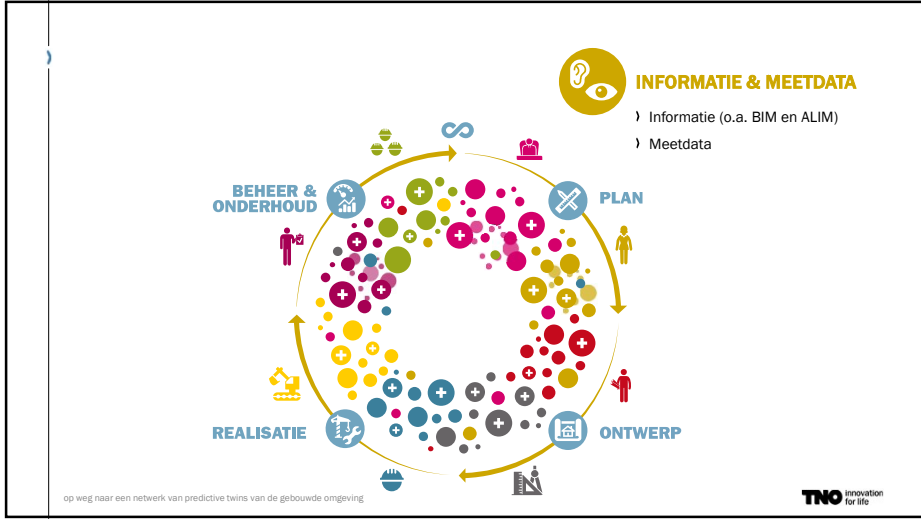 INFORMATIE & MEETDATA
Informatie (o.a. BIM en ALIM)
Meetdata
BEHEER &
ONDERHOUD
PLAN
REALISATIE
ONTWERP
op weg naar een netwerk van predictive twins van de gebouwde omgeving
TNO innovation
for life